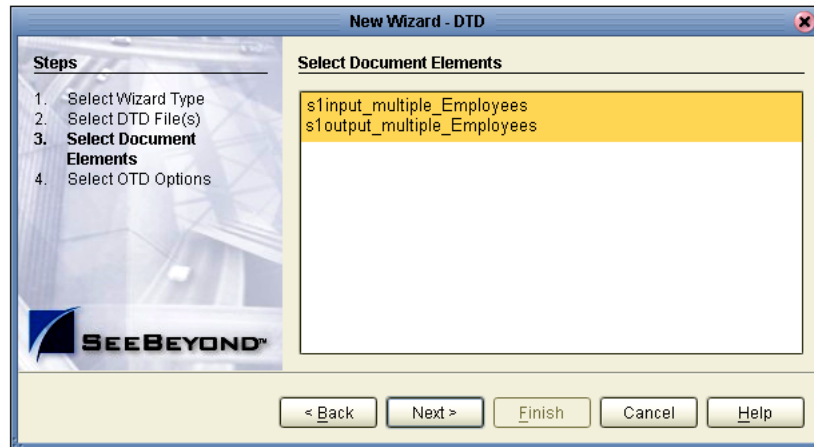 New Wizard - DTD
Steps
1. Select Wizard Type
2. Select DTD File(s)
3. Select Document
Elements
4. Select OTD Options
SEEBEYOND™
Select Document Elements
s1input_multiple_Employees
s1output_multiple_Employees
< Back Next > Finish Cancel Help